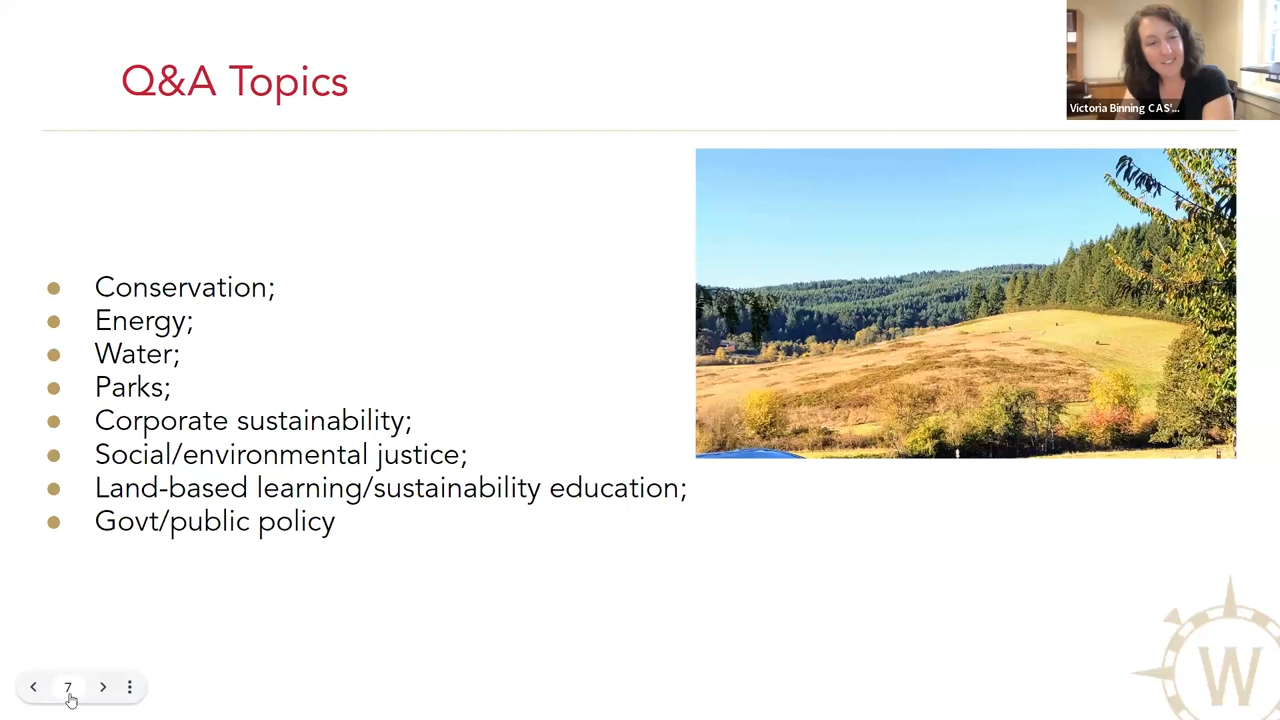 Q&A Topics
Victoria Binning CAS'...
Conservation;
Energy;
Water;
Parks;
Corporate sustainability;
Social/environmental justice;
Land-based learning/sustainability education;
Govt/public policy
7
W